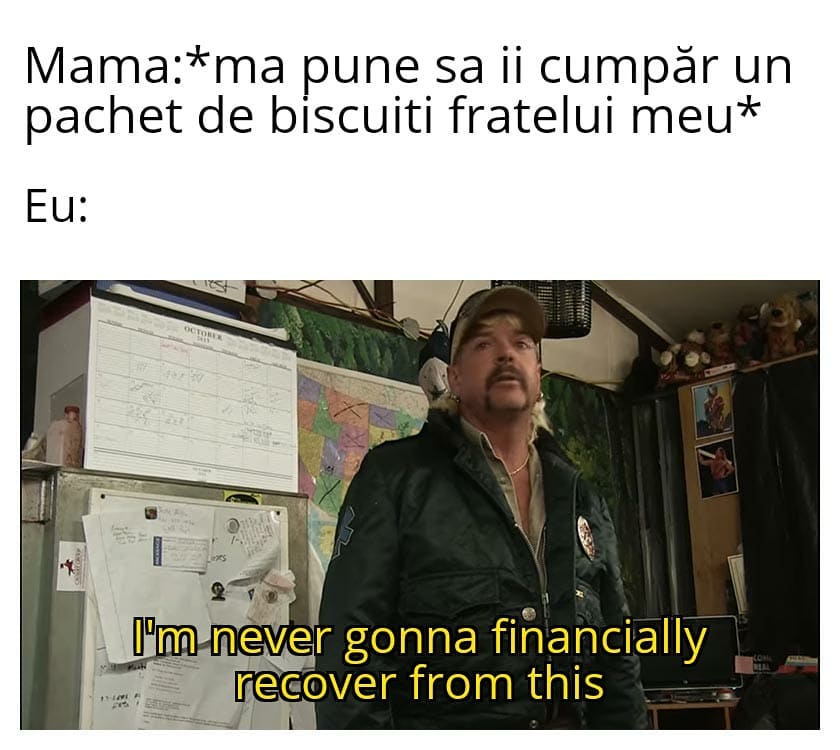 Mama:*ma pune sa ii cumpăr un
pachet de biscuiti fratelui meu*
Eu:
OCTOBER
I'm never gonna financially
recover from this